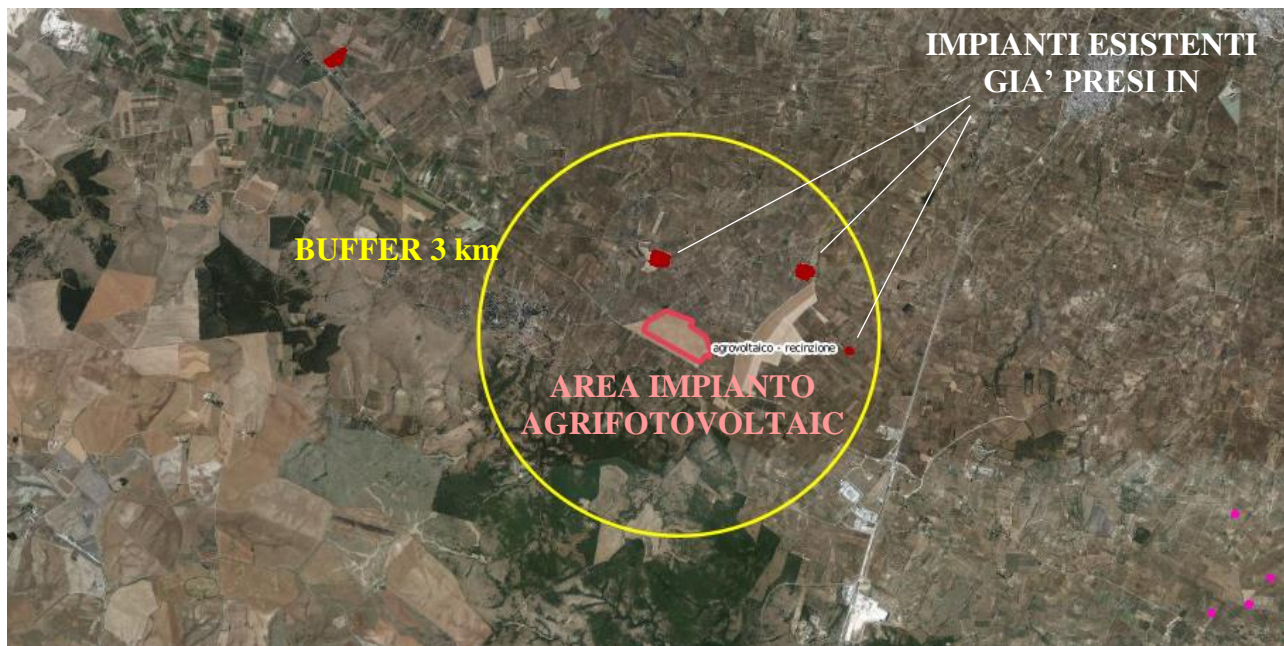 IMPIANTI ESISTENTI
GIA’ PRESI IN
BUFFER 3 km
agrovoltaico - recinzione
AREA IMPIANTO
AGRIFOTOVOLTAIC